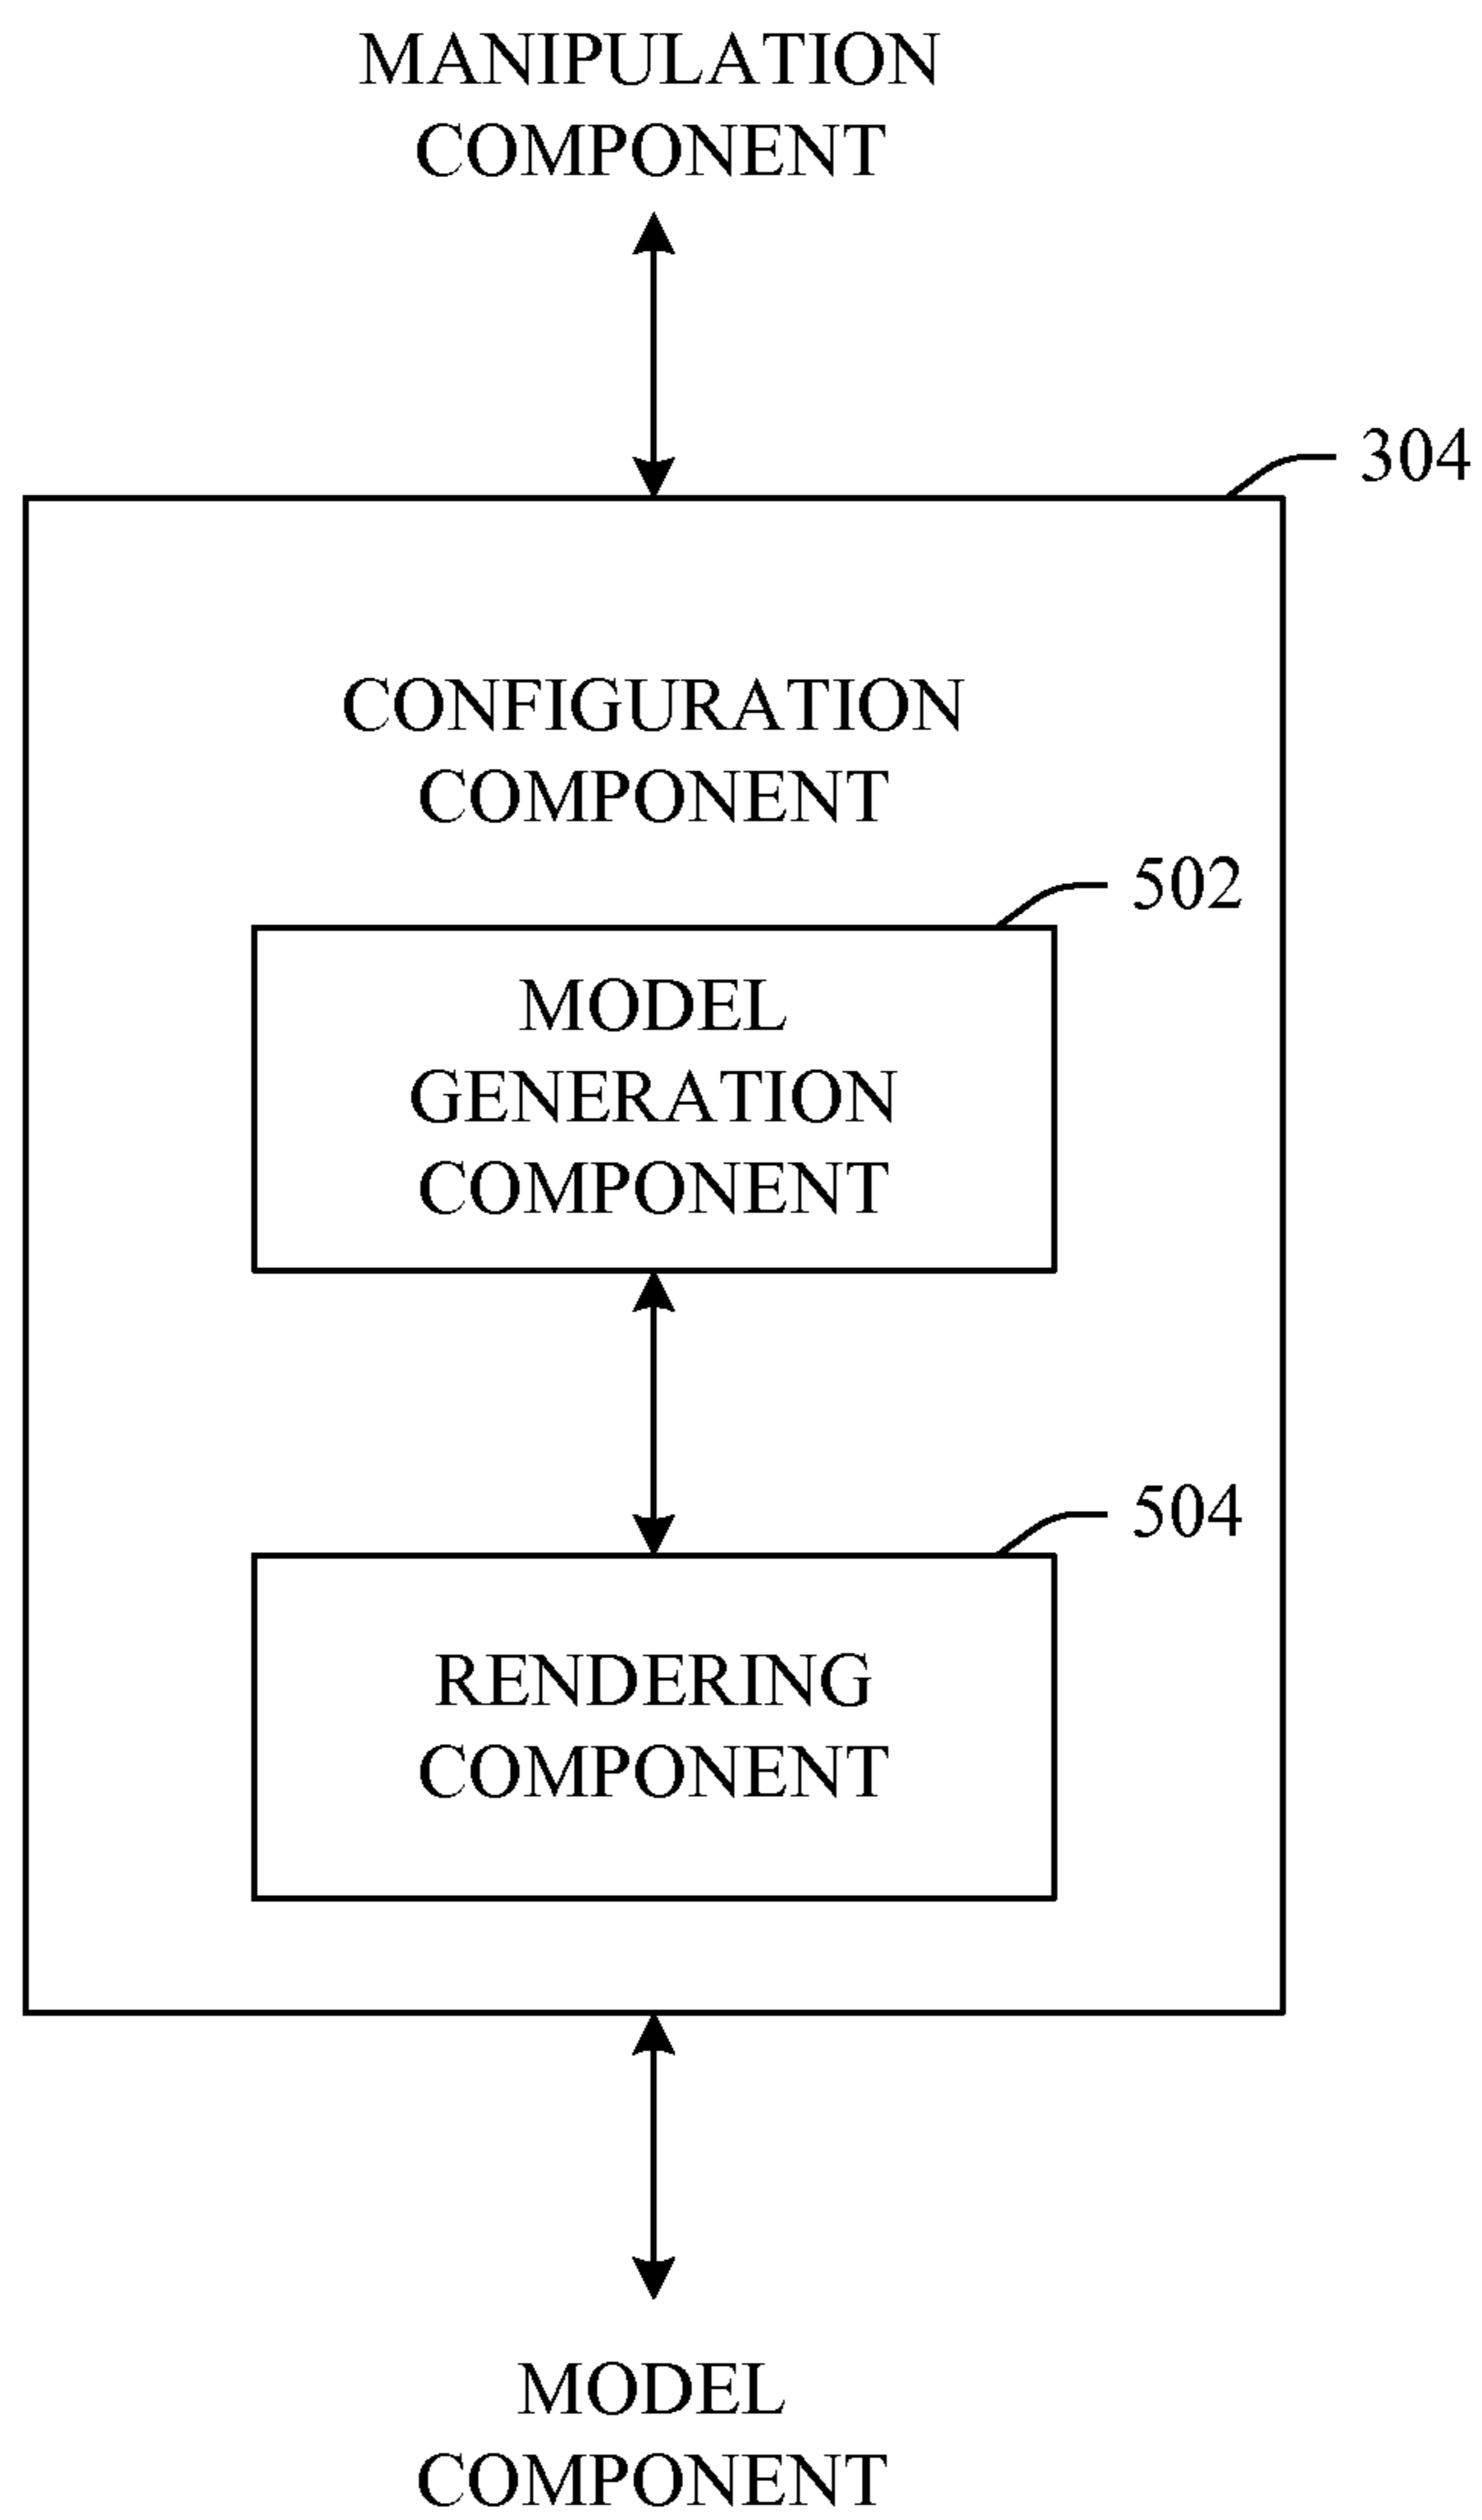 MANIPULATION
COMPONENT
304
CONFIGURATION
COMPONENT
502
MODEL
GENERATION
COMPONENT
504
RENDERING
COMPONENT
MODEL
COMPONENT